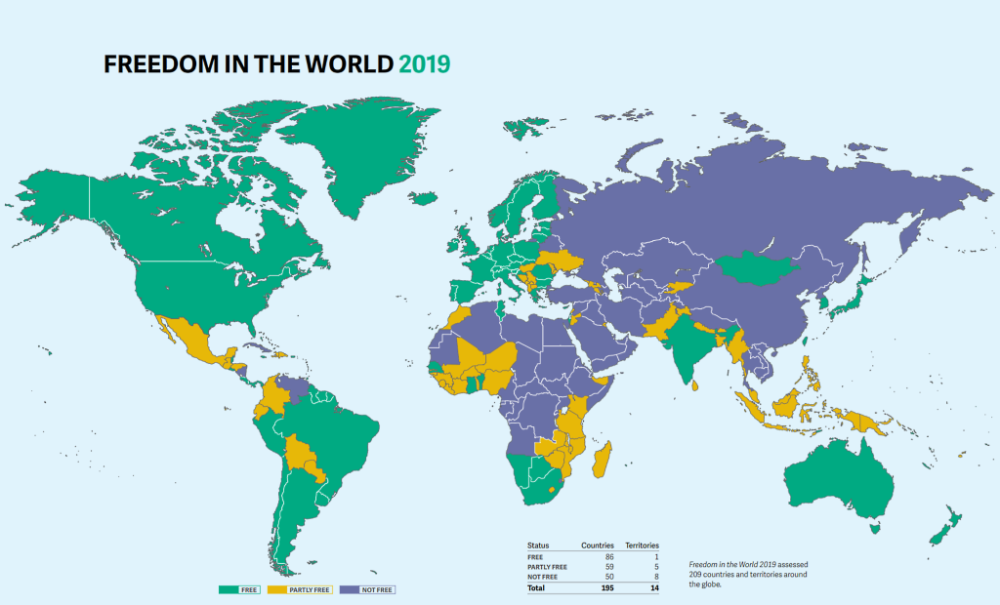 FREEDOM IN THE WORLD 2019
Status Countries Territories
FREE 86 1
PARTLY FREE 59 5
NOT FREE 50 8
Total 195 14
Freedom in the World 2019 assessed
209 countries and territories around
the globe.
FREE PARTLY FREE NOT FREE